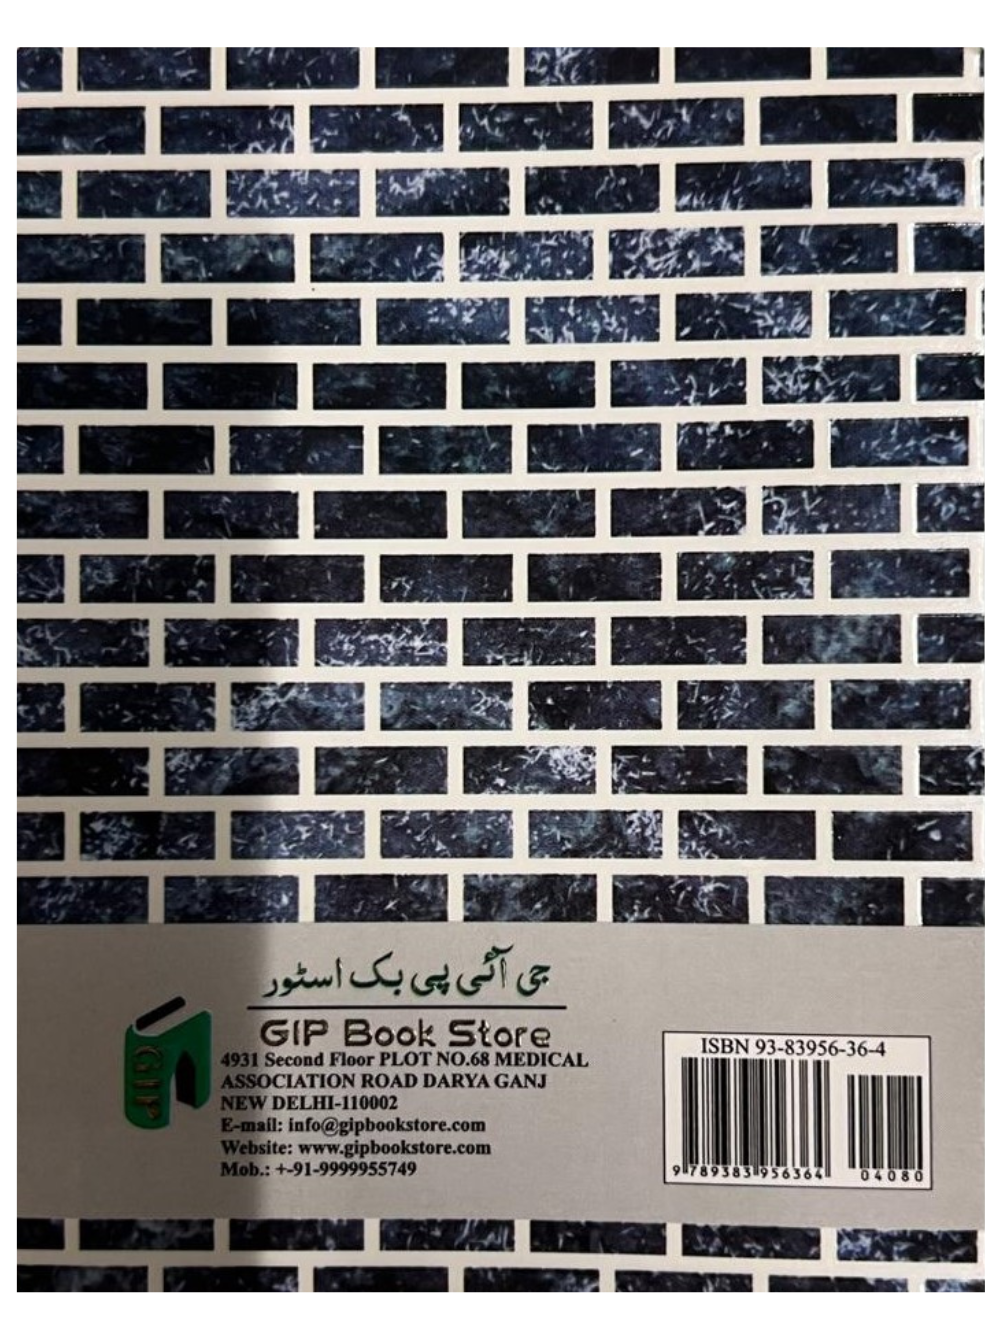 جی آئی پی بک اسٹور
GIP Book Store
GIP
4931 Second Floor PLOT NO.68 MEDICAL
ASSOCIATION ROAD DARYA GANJ
NEW DELHI-110002
E-mail: info@gipbookstore.com
Website: www.gipbookstore.com
Mob.: +-91-9999955749
ISBN 93-83956-36-4
9 789383 956364
04080